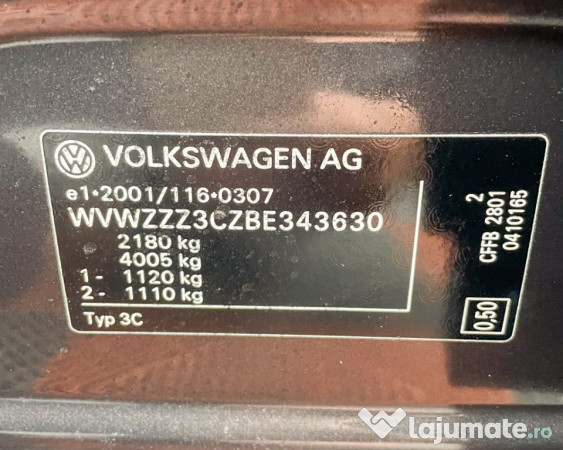 VOLKSWAGEN AG
e1•2001/116•0307
WVWZZZ3CZBE343630
2180 kg
4005 kg
1- 1120 kg
2- 1110 kg
Typ 3C
2
CFFB 2801
0410165
0,50
lajumate.ro